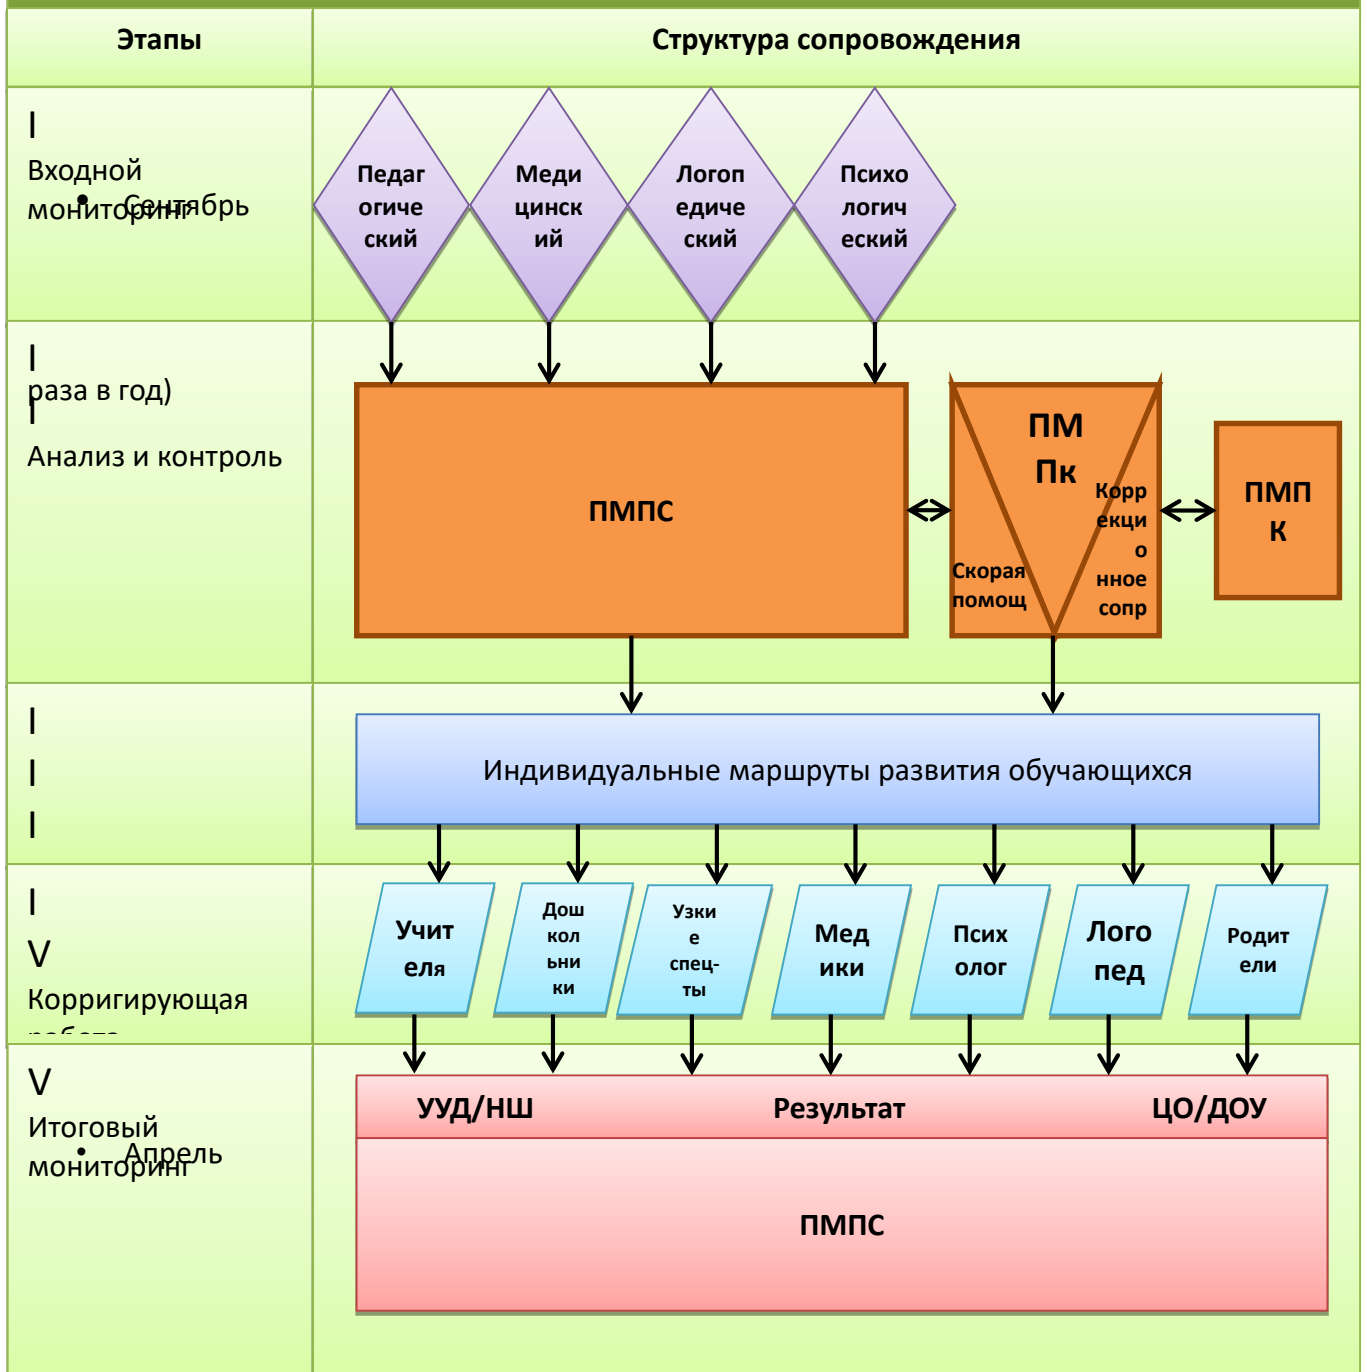 Этапы
Структура сопровождения
I
Входной
мониторинг
• Сентябрь
Педаг
огиче
ский
Меди
цинск
ий
Логоп
едиче
ский
Психо
логич
еский
I
раза в год)
I
Анализ и контроль
ПМПС
ПМ
Пк
Скорая
помощ
Корр
екци
о
нное
сопр
ПМП
К
I
I
I
Индивидуальные маршруты развития обучающихся
I
V
Корригирующая
работа
Учит
еля
Дош
кол
ьни
ки
Узки
е
спец-
ты
Мед
ики
Псих
олог
Лого
пед
Родит
ели
V
Итоговый
мониторинг
• Апрель
УУД/НШ
Результат
ЦО/ДОУ
ПМПС